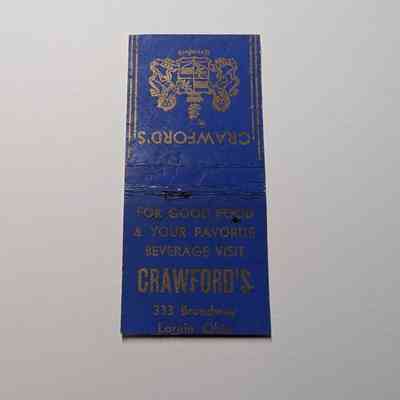 CRAWFORD'S
FOR GOOD FOOD
& YOUR FAVORITE
BEVERAGE VISIT
CRAWFORD'S
333 Broadway
Lorain, Ohio